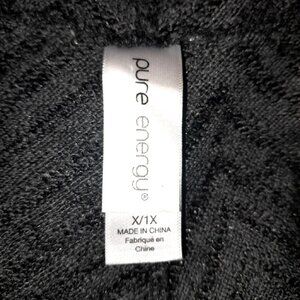 pure energy®
X/1X
MADE IN CHINA
Fabriqué en
Chine